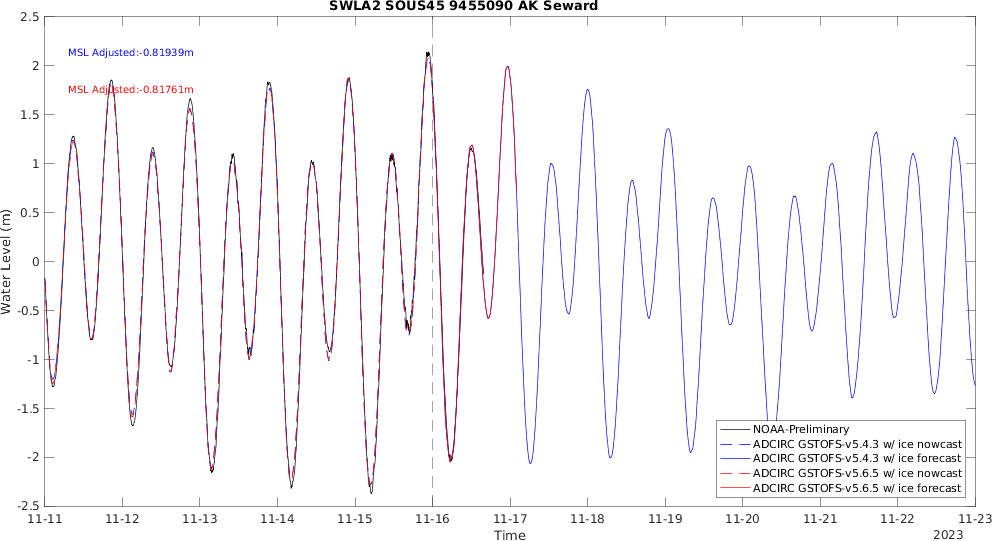 SWLA2 SOUS45 9455090 AK Seward
2.5
2
1.5
1
0.5
0
-0.5
-1
-1.5
-2
-2.5
Water Level (m)
MSL Adjusted:-0.81939m
MSL Adjusted:-0.81761m
NOAA-Preliminary
ADCIRC GSTOFS-v5.4.3 w/ ice nowcast
ADCIRC GSTOFS-v5.4.3 w/ ice forecast
ADCIRC GSTOFS-v5.6.5 w/ ice nowcast
ADCIRC GSTOFS-v5.6.5 w/ ice forecast
11-11 11-12 11-13 11-14 11-15 11-16 11-17 11-18 11-19 11-20 11-21 11-22 11-23
Time
2023